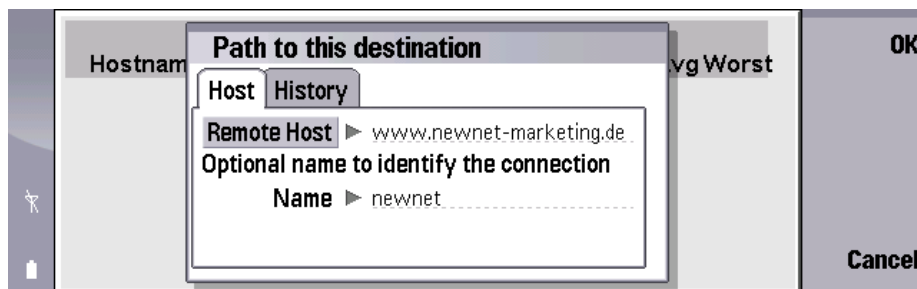 Path to this destination
OK
Hostnam
vg Worst
Host History
Remote Host www.newnet-marketing.de
Optional name to identify the connection
Name newnet
Cancel